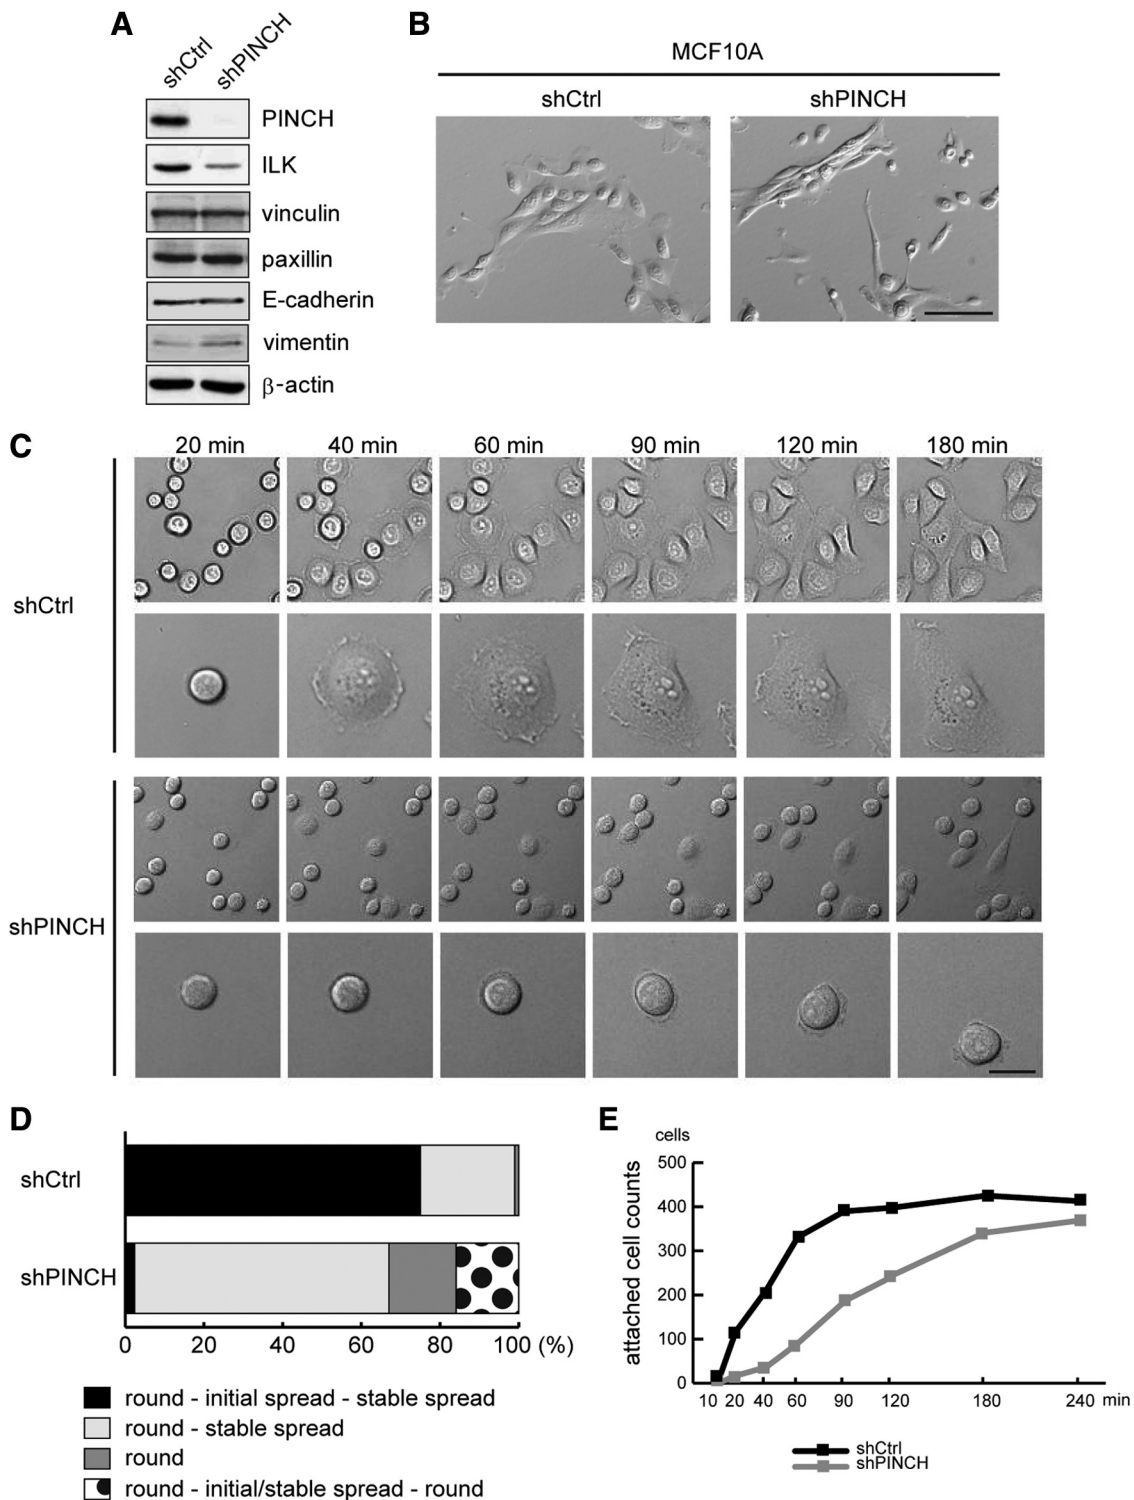 A
shCtrl
shPINCH
PINCH
ILK
vinculin
paxillin
E-cadherin
vimentin
β-actin
B
MCF10A
shCtrl
shPINCH
C
20 min
40 min
60 min
90 min
120 min
180 min
shCtrl
shPINCH
D
shCtrl
shPINCH
0 20 40 60 80 100 (%)
round - initial spread - stable spread
round - stable spread
round
round - initial/stable spread - round
E
cells
attached cell counts
500
400
300
200
100
0
10 20 40 60 90 120 180 240 min
shCtrl
shPINCH